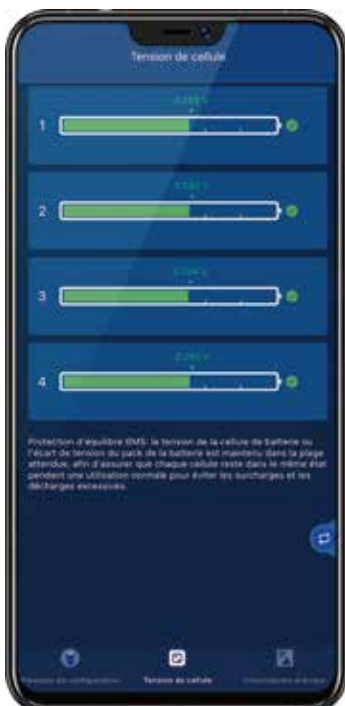 Tension de cellule
1
2
3
4
Protection d'équilibre BMS: la tension de la cellule de batterie ou
l'écart de tension du pack de la batterie est maintenu dans la plage
attendue, afin d'assurer que chaque cellule reste dans le même état
pendant une utilisation normale pour éviter les surcharges et les
décharges excessives.
Tension de cellule